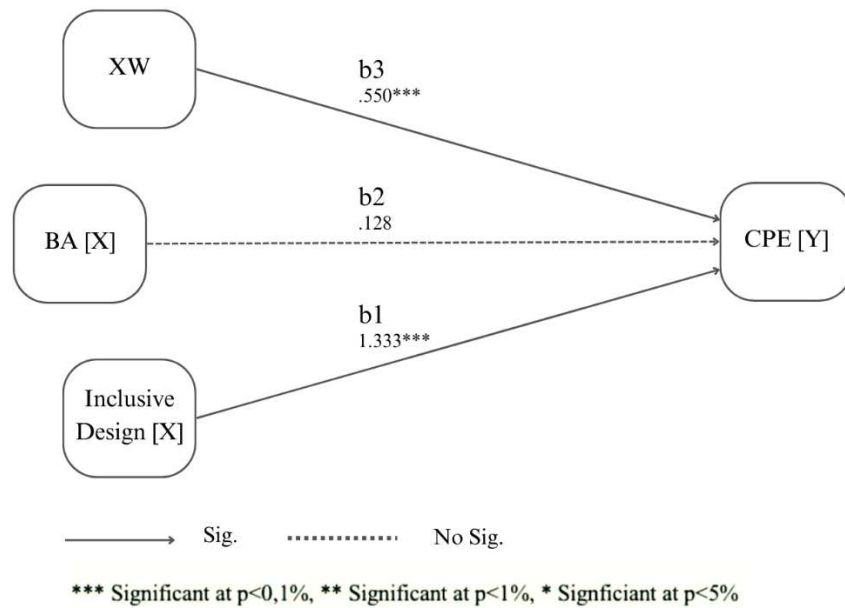 XW
b3
.550***
BA [X]
b2
.128
CPE [Y]
b1
1.333***
Inclusive
Design [X]
Sig.
No Sig.
*** Significant at p<0,1%, ** Significant at p<1%, * Signficiant at p<5%